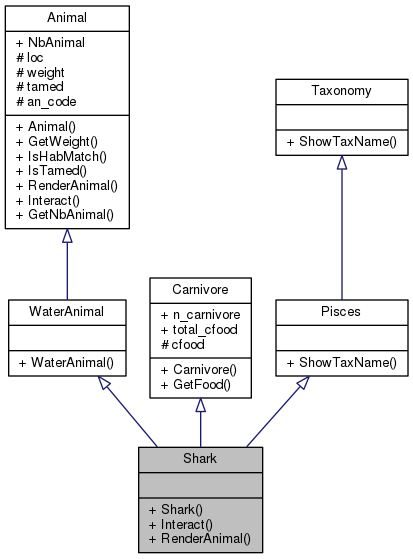 Animal
+ NbAnimal
# loc
# weight
# tamed
# an_code
+ Animal()
+ GetWeight()
+ IsHabMatch()
+ IsTamed()
+ RenderAnimal()
+ Interact()
+ GetNbAnimal()
Taxonomy
+ ShowTaxName()
WaterAnimal
+ WaterAnimal()
Carnivore
+ n_carnivore
+ total_cfood
# cfood
+ Carnivore()
+ GetFood()
Pisces
+ ShowTaxName()
Shark
+ Shark()
+ Interact()
+ RenderAnimal()